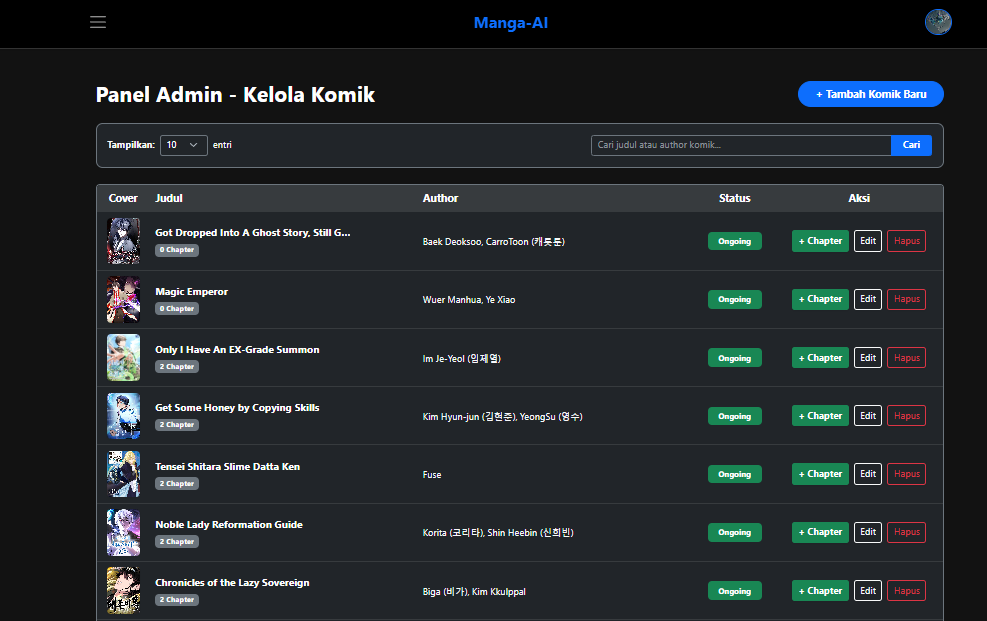 Manga-AI
Panel Admin - Kelola Komik
+ Tambah Komik Baru
Tampilkan: 10 entri
Cari judul atau author komik...
Cari
Cover Judul Author Status Aksi
Got Dropped Into A Ghost Story, Still G...
0 Chapter
Baek Deoksoo, CarroToon (캐롯툰)
Ongoing
+ Chapter Edit Hapus
Magic Emperor
0 Chapter
Wuer Manhua, Ye Xiao
Ongoing
+ Chapter Edit Hapus
Only I Have An EX-Grade Summon
2 Chapter
Im Je-Yeol (임제열)
Ongoing
+ Chapter Edit Hapus
Get Some Honey by Copying Skills
2 Chapter
Kim Hyun-jun (김현준), YeongSu (영수)
Ongoing
+ Chapter Edit Hapus
Tensei Shitara Slime Datta Ken
2 Chapter
Fuse
Ongoing
+ Chapter Edit Hapus
Noble Lady Reformation Guide
2 Chapter
Korita (코리타), Shin Heebin (신희빈)
Ongoing
+ Chapter Edit Hapus
Chronicles of the Lazy Sovereign
2 Chapter
Biga (비가), Kim Kkulppal
Ongoing
+ Chapter Edit Hapus